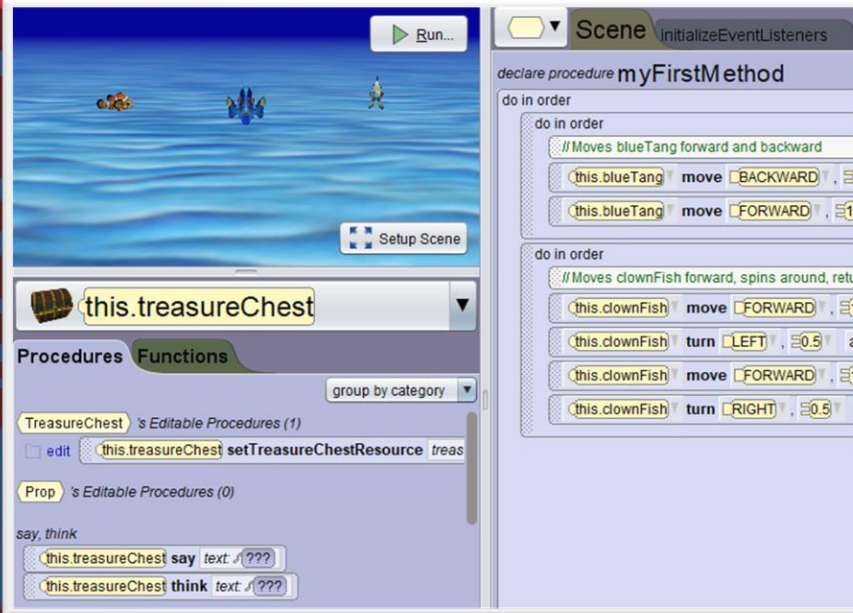 Run...
Setup Scene
this.treasureChest
Procedures Functions
group by category
TreasureChest 's Editable Procedures (1)
edit this.treasureChest setTreasureChestResource treas
Prop 's Editable Procedures (0)
say, think
this.treasureChest say text: ???
this.treasureChest think text: ???
Scene initializeEventListeners
declare procedure myFirstMethod
do in order
do in order
// Moves blueTang forward and backward
this.blueTang move BACKWARD ,
this.blueTang move FORWARD , 1
do in order
// Moves clownFish forward, spins around, retu
this.clownFish move FORWARD ,
this.clownFish turn LEFT , 0.5 a
this.clownFish move FORWARD ,
this.clownFish turn RIGHT , 0.5